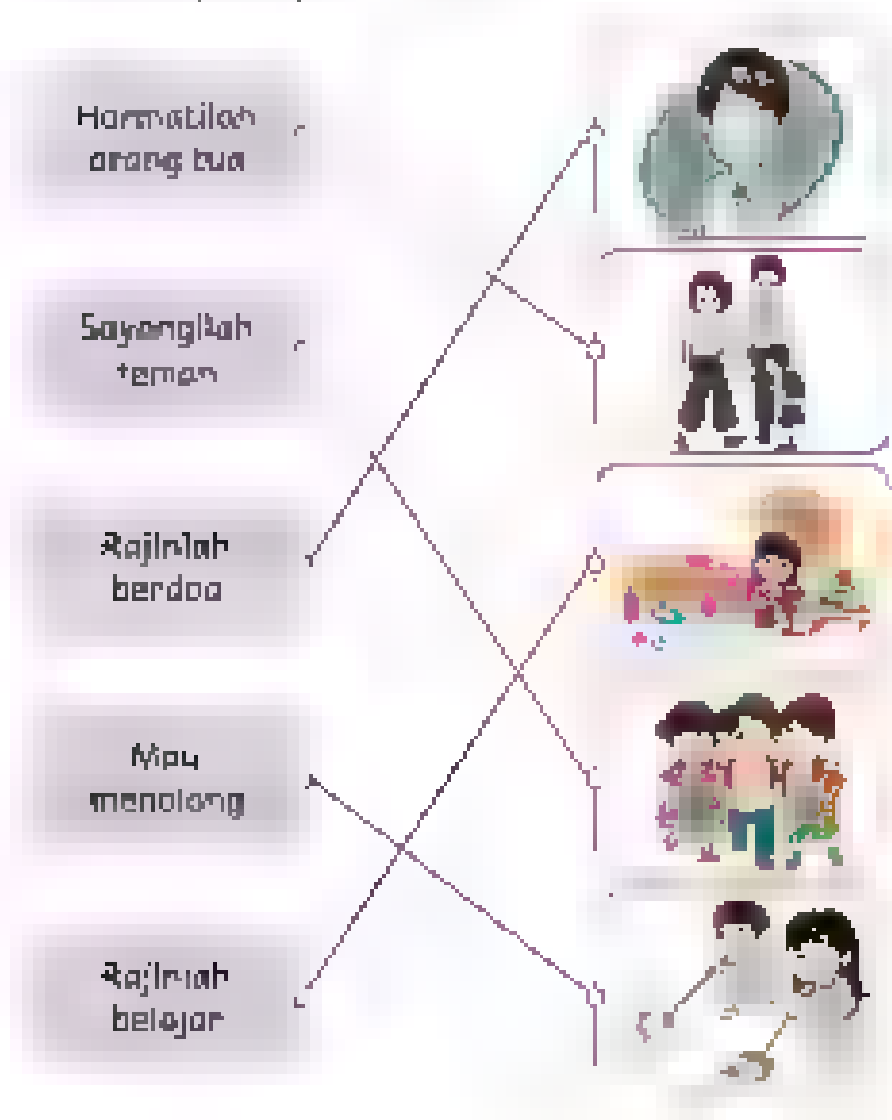 Hormatilah
orang tua
Sayangilah
teman
Rajinlah
berdoa
Mau
menolong
Rajinlah
belajar